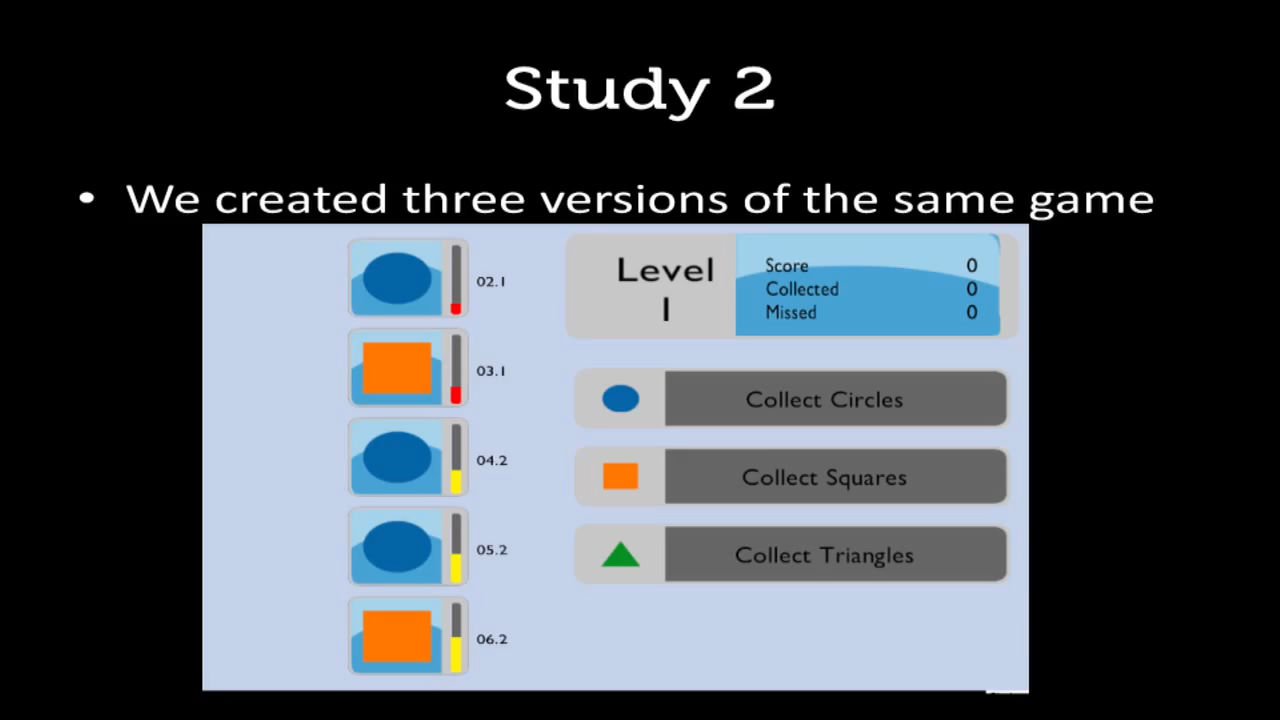 Study 2
• We created three versions of the same game
02.1
03.1
04.2
05.2
06.2
Level
1
Score 0
Collected 0
Missed 0
Collect Circles
Collect Squares
Collect Triangles